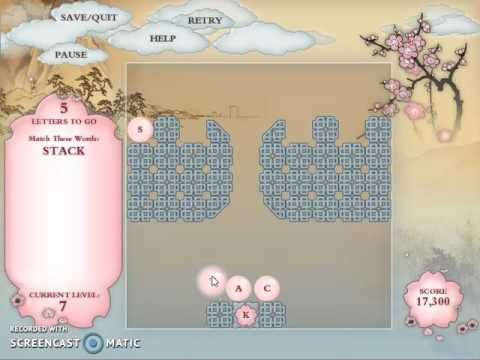 SAVE/QUIT
RETRY
HELP
PAUSE
5
LETTERS TO GO
Match These Words:
STACK
S
A C
K
CURRENT LEVEL:
7
SCORE
17,300
RECORDED WITH
SCREENCAST MATIC